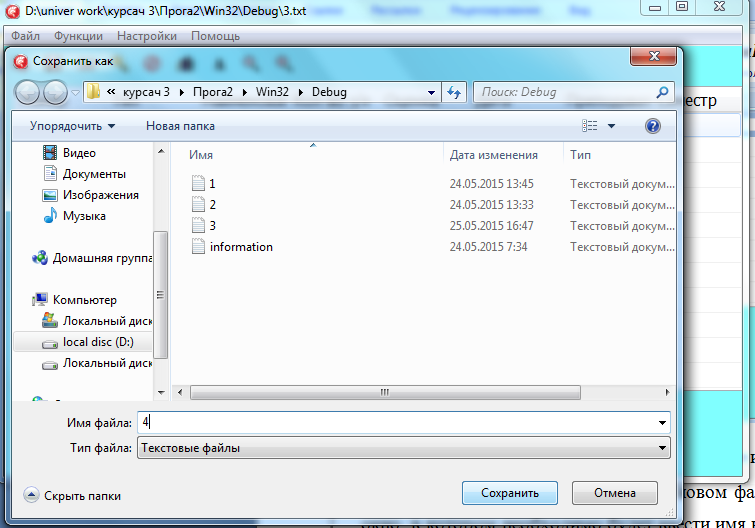 D:\univer work\курсач 3\Прога2\Win32\Debug\3.txt
Файл Функции Настройки Помощь
Сохранить как
« курсач 3 Прога2 Win32 Debug Поиск: Debug
естр
Упорядочить Новая папка
Видео
Документы
Изображения
Музыка
Домашняя группа
Компьютер
Локальный диск
local disc (D:)
Локальный диск
Имя Дата изменения Тип
1 24.05.2015 13:45 Текстовый докум...
2 24.05.2015 13:33 Текстовый докум...
3 25.05.2015 16:47 Текстовый докум...
information 24.05.2015 7:34 Текстовый докум...
Имя файла: 4
Тип файла: Текстовые файлы
Скрыть папки Сохранить Отмена
ковом фа
вести имя